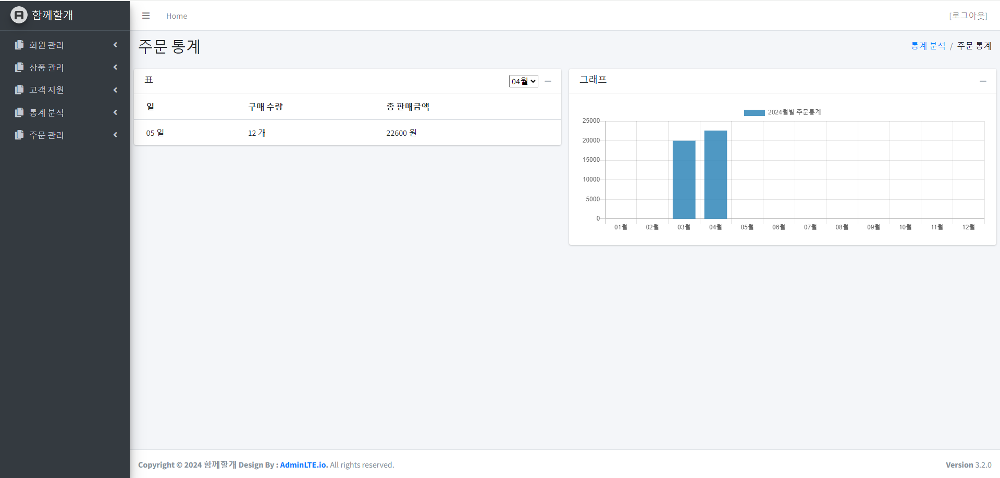 함께할개
Home
[로그아웃]
회원 관리
상품 관리
고객 지원
통계 분석
주문 관리
주문 통계
통계 분석 / 주문 통계
표
04월
일 구매 수량 총 판매금액
05 일 12 개 22600 원
그래프
2024월별 주문통계
25000
20000
15000
10000
5000
0
01월 02월 03월 04월 05월 06월 07월 08월 09월 10월 11월 12월
Copyright © 2024 함께할개 Design By : AdminLTE.io. All rights reserved.
Version 3.2.0